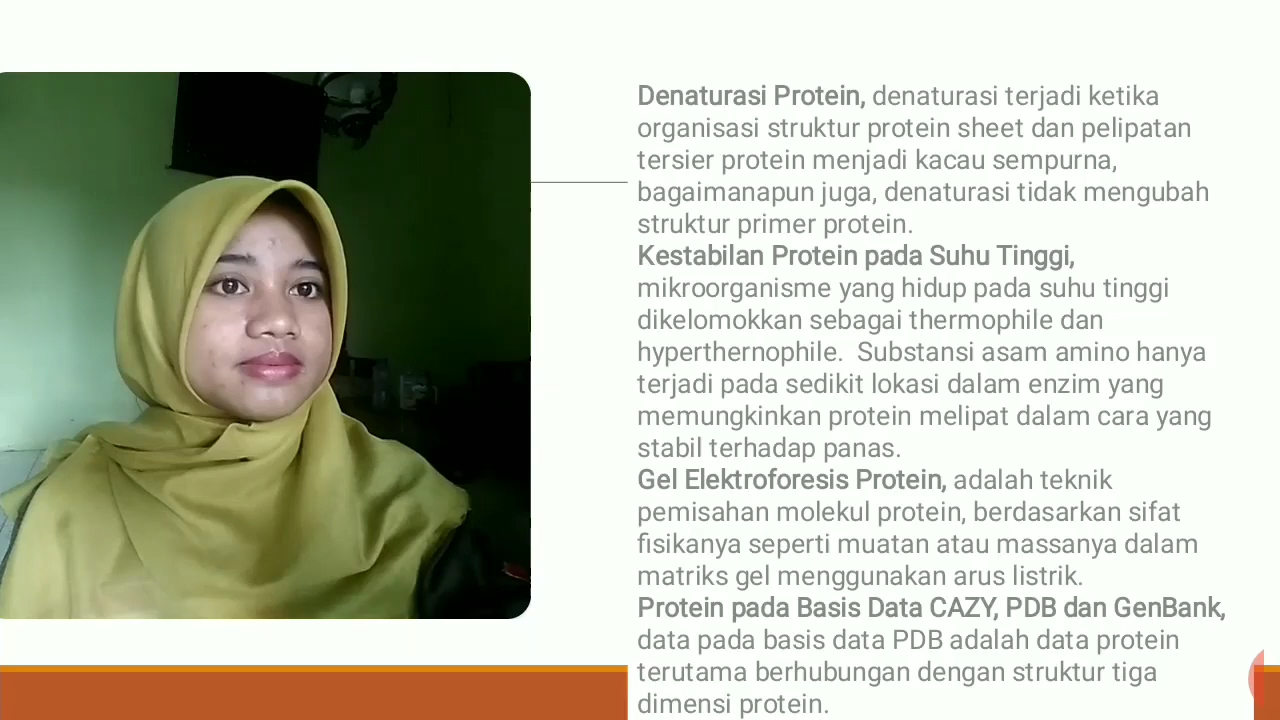 Denaturasi Protein, denaturasi terjadi ketika
organisasi struktur protein sheet dan pelipatan
tersier protein menjadi kacau sempurna,
bagaimanapun juga, denaturasi tidak mengubah
struktur primer protein.
Kestabilan Protein pada Suhu Tinggi,
mikroorganisme yang hidup pada suhu tinggi
dikelomokkan sebagai thermophile dan
hyperthernophile.  Substansi asam amino hanya
terjadi pada sedikit lokasi dalam enzim yang
memungkinkan protein melipat dalam cara yang
stabil terhadap panas.
Gel Elektroforesis Protein, adalah teknik
pemisahan molekul protein, berdasarkan sifat
fisikanya seperti muatan atau massanya dalam
matriks gel menggunakan arus listrik.
Protein pada Basis Data CAZY, PDB dan GenBank,
data pada basis data PDB adalah data protein
terutama berhubungan dengan struktur tiga
dimensi protein.